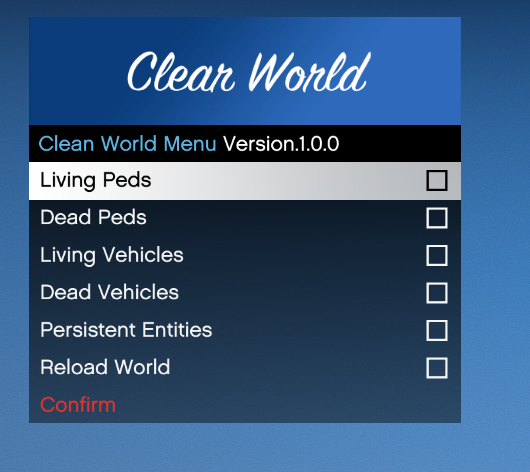 Clear World
Clean World Menu Version.1.0.0
Living Peds
Dead Peds
Living Vehicles
Dead Vehicles
Persistent Entities
Reload World
Confirm